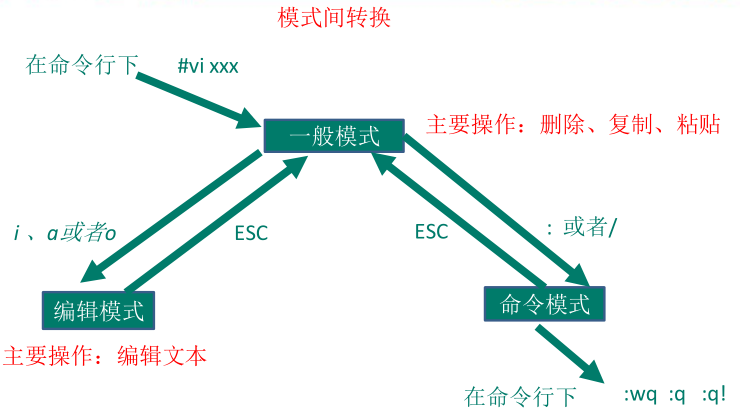 模式间转换
在命令行下 #vi xxx
一般模式
主要操作：删除、复制、粘贴
i 、a或者o
ESC
ESC
： 或者/
编辑模式
命令模式
主要操作：编辑文本
在命令行下 :wq :q :q!